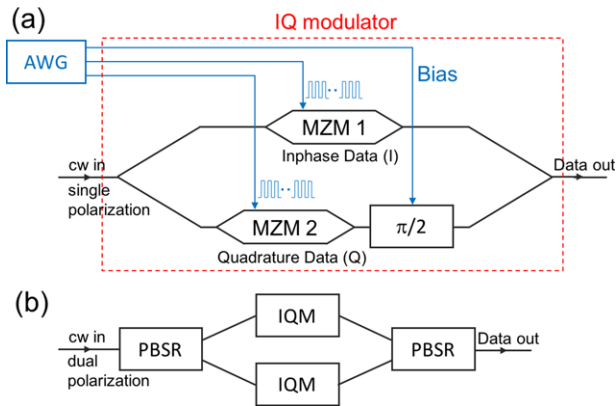 (a)
IQ modulator
AWG
Bias
MZM 1
Inphase Data (I)
cw in
single
polarization
Data out
MZM 2
π/2
Quadrature Data (Q)
(b)
IQM
cw in
dual
polarization
PBSR
PBSR
Data out
IQM